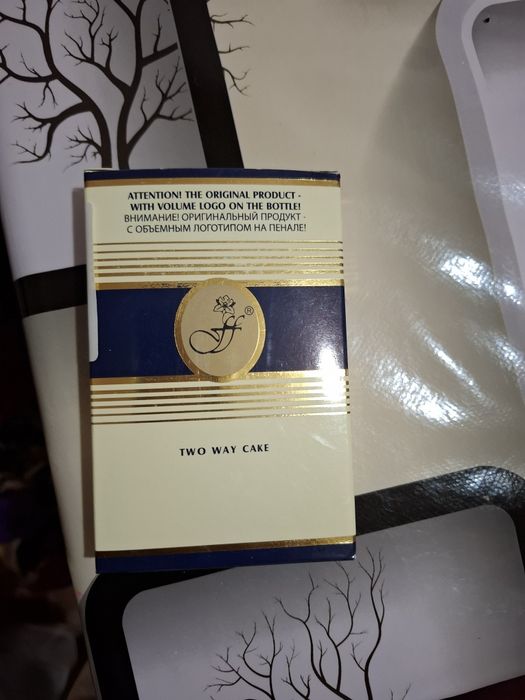 ATTENTION! THE ORIGINAL PRODUCT -
WITH VOLUME LOGO ON THE BOTTLE!
ВНИМАНИЕ! ОРИГИНАЛЬНЫЙ ПРОДУКТ -
С ОБЪЕМНЫМ ЛОГОТИПОМ НА ПЕНАЛЕ!
®
TWO WAY CAKE